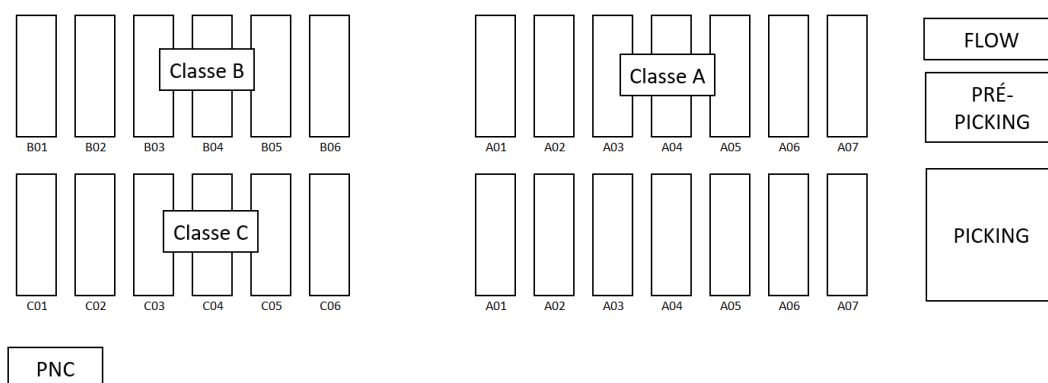 Classe B
Classe A
FLOW
PRÉ-
PICKING
B01 B02 B03 B04 B05 B06 A01 A02 A03 A04 A05 A06 A07
Classe C
PICKING
C01 C02 C03 C04 C05 C06 A01 A02 A03 A04 A05 A06 A07
PNC